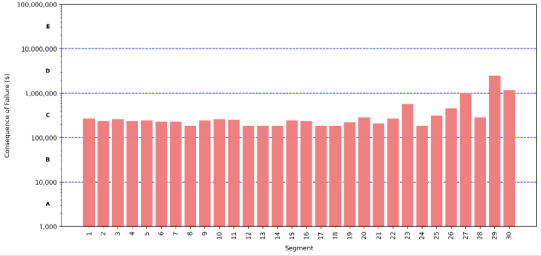 100,000,000
E
10,000,000
D
1,000,000
C
100,000
B
10,000
A
1,000
Consequence of Failure ($)
1 2 3 4 5 6 7 8 9 10 11 12 13 14 15 16 17 18 19 20 21 22 23 24 25 26 27 28 29 30
Segment